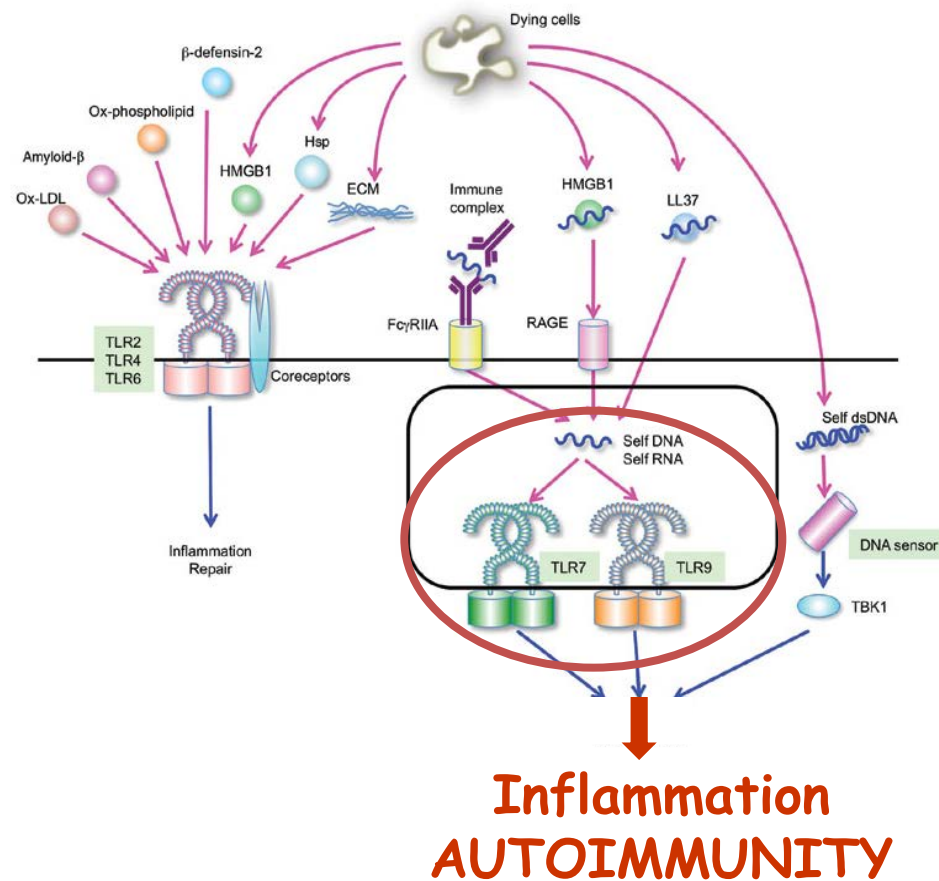 Dying cells
β-defensin-2
Ox-phospholipid
Amyloid-β
Ox-LDL
HMGB1
Hsp
ECM
Immune
complex
HMGB1
LL37
FcγRIIA
RAGE
TLR2
TLR4
TLR6
Coreceptors
Self DNA
Self RNA
Self dsDNA
TLR7
TLR9
DNA sensor
TBK1
Inflammation
Repair
Inflammation
AUTOIMMUNITY